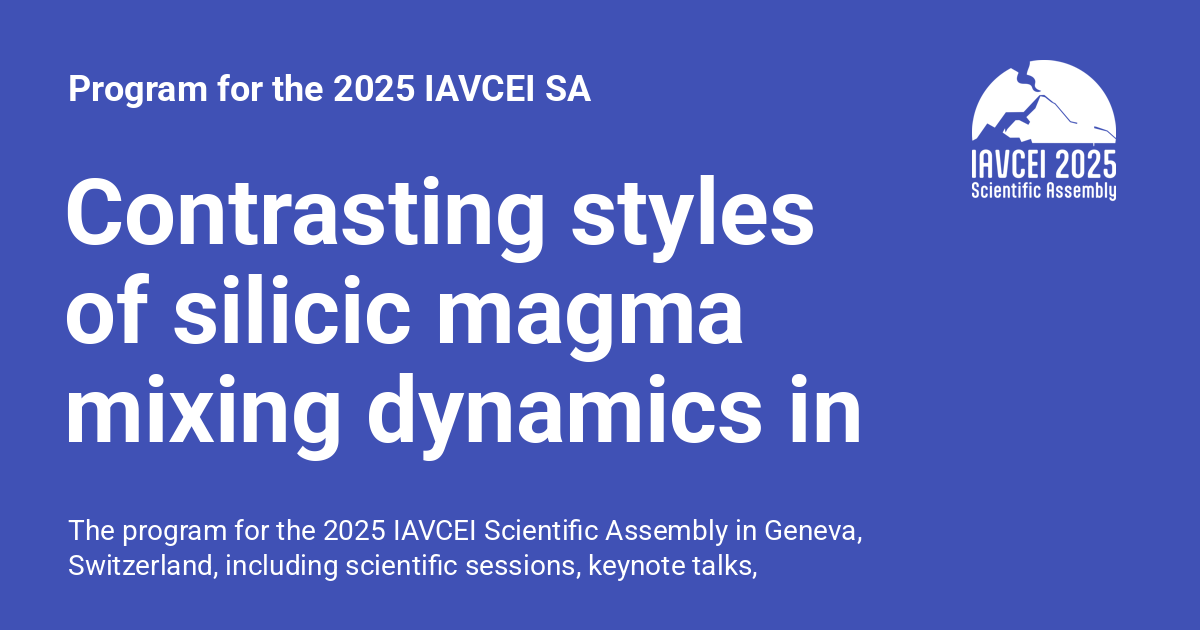 Program for the 2025 IAVCEI SA
IAVCEI 2025
Scientific Assembly
Contrasting styles
of silicic magma
mixing dynamics in
The program for the 2025 IAVCEI Scientific Assembly in Geneva,
Switzerland, including scientific sessions, keynote talks,